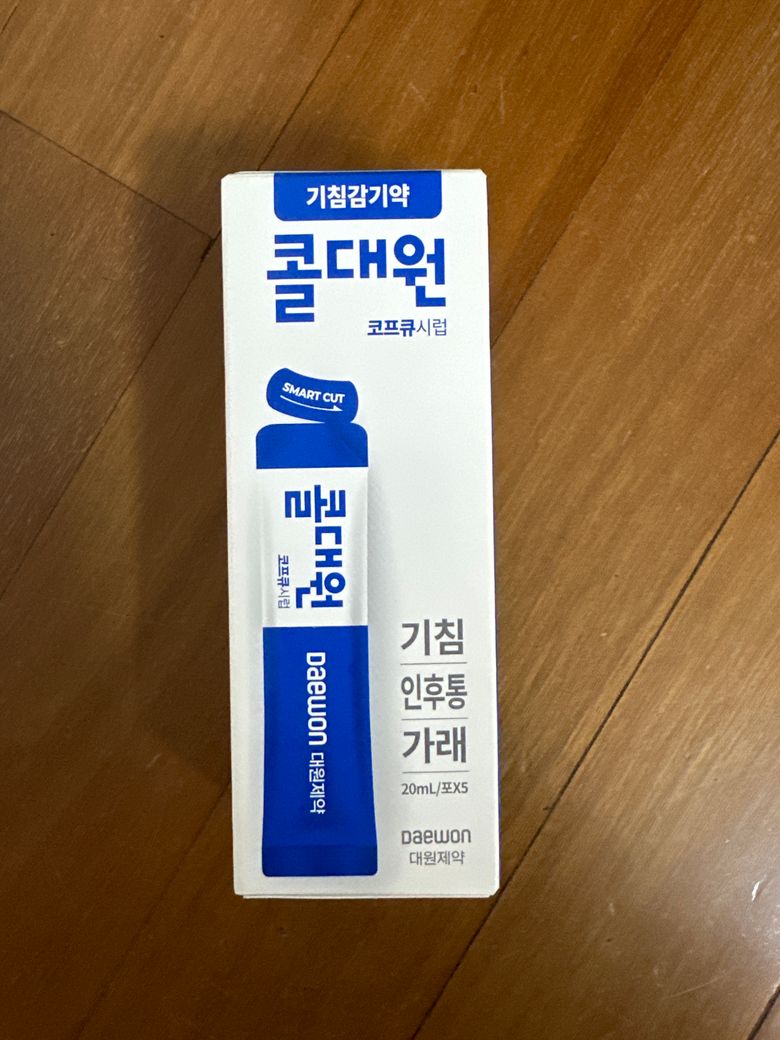 기침감기약
콜대원
코프큐시럽
SMART CUT
콜대원
코프큐시럽
Daewon 대원제약
기침
인후통
가래
20mL/포X5
Daewon
대원제약